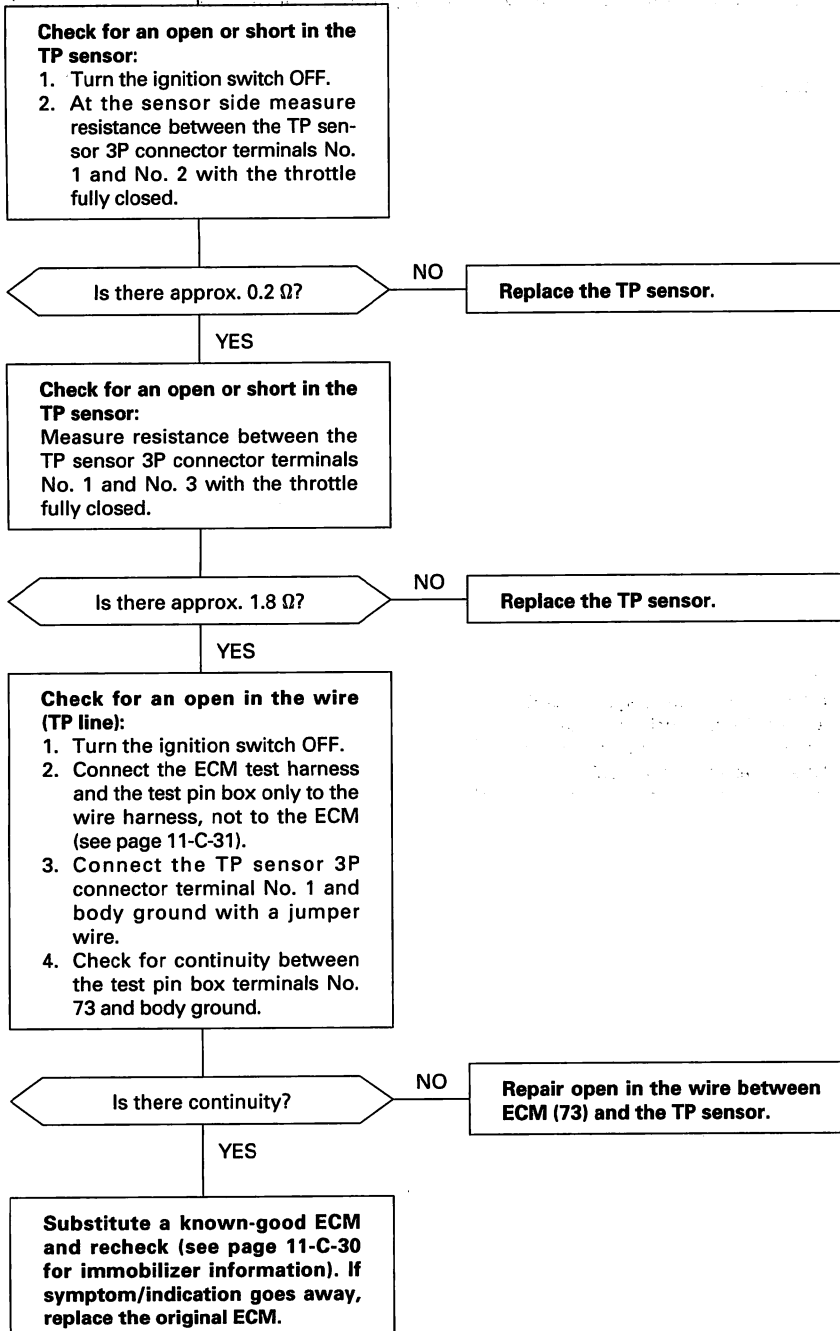 Check for an open or short in the
TP sensor:
1. Turn the ignition switch OFF.
2. At the sensor side measure
resistance between the TP sen-
sor 3P connector terminals No.
1 and No. 2 with the throttle
fully closed.
Is there approx. 0.2 Ω?
NO
Replace the TP sensor.
YES
Check for an open or short in the
TP sensor:
Measure resistance between the
TP sensor 3P connector terminals
No. 1 and No. 3 with the throttle
fully closed.
Is there approx. 1.8 Ω?
NO
Replace the TP sensor.
YES
Check for an open in the wire
(TP line):
1. Turn the ignition switch OFF.
2. Connect the ECM test harness
and the test pin box only to the
wire harness, not to the ECM
(see page 11-C-31).
3. Connect the TP sensor 3P
connector terminal No. 1 and
body ground with a jumper
wire.
4. Check for continuity between
the test pin box terminals No.
73 and body ground.
Is there continuity?
NO
Repair open in the wire between
ECM (73) and the TP sensor.
YES
Substitute a known-good ECM
and recheck (see page 11-C-30
for immobilizer information). If
symptom/indication goes away,
replace the original ECM.